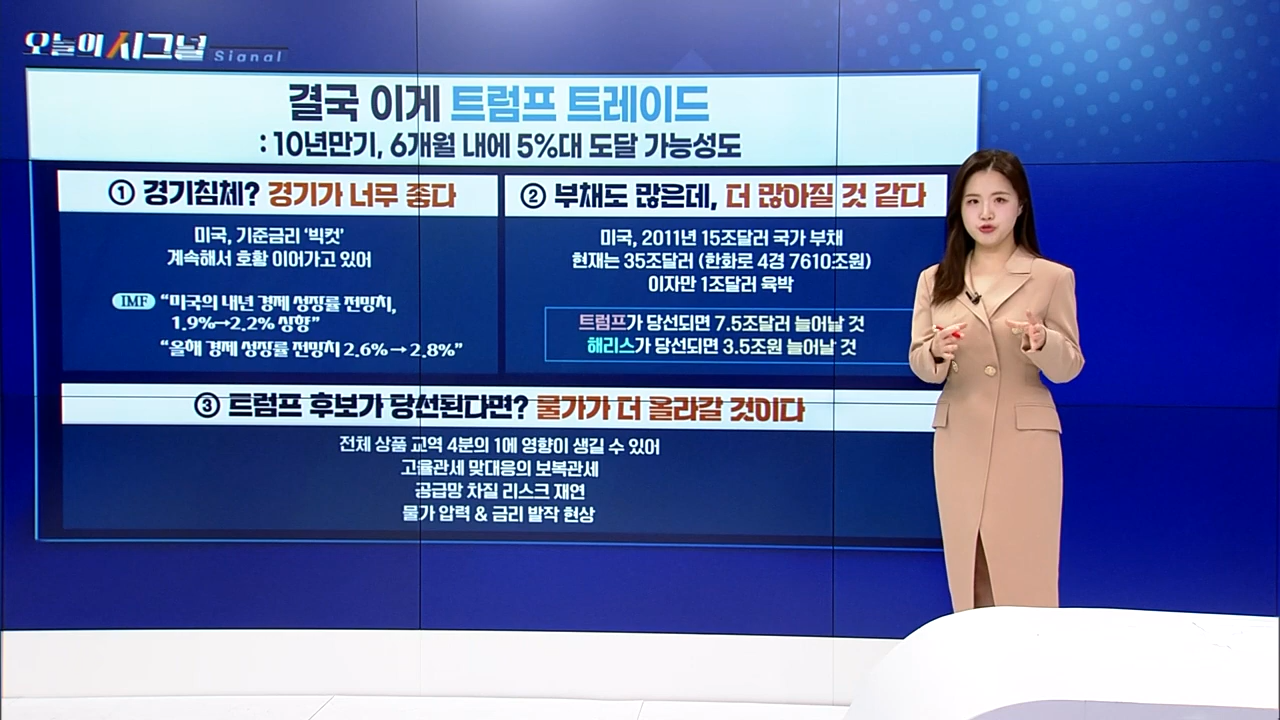 오늘의 시그널
Signal
결국 이게 트럼프 트레이드
: 10년만기, 6개월 내에 5%대 도달 가능성도
① 경기침체? 경기가 너무 좋다
미국, 기준금리 ‘빅컷’
계속해서 호황 이어가고 있어
IMF “미국의 내년 경제 성장률 전망치,
1.9%→2.2% 상향”
“올해 경제 성장률 전망치 2.6% → 2.8%”
② 부채도 많은데, 더 많아질 것 같다
미국, 2011년 15조달러 국가 부채
현재는 35조달러 (한화로 4경 7610조원)
이자만 1조달러 육박
트럼프가 당선되면 7.5조달러 늘어날 것
해리스가 당선되면 3.5조원 늘어날 것
③ 트럼프 후보가 당선된다면? 물가가 더 올라갈 것이다
전체 상품 교역 4분의 1에 영향이 생길 수 있어
고율관세 맞대응의 보복관세
공급망 차질 리스크 재연
물가 압력 & 금리 발작 현상